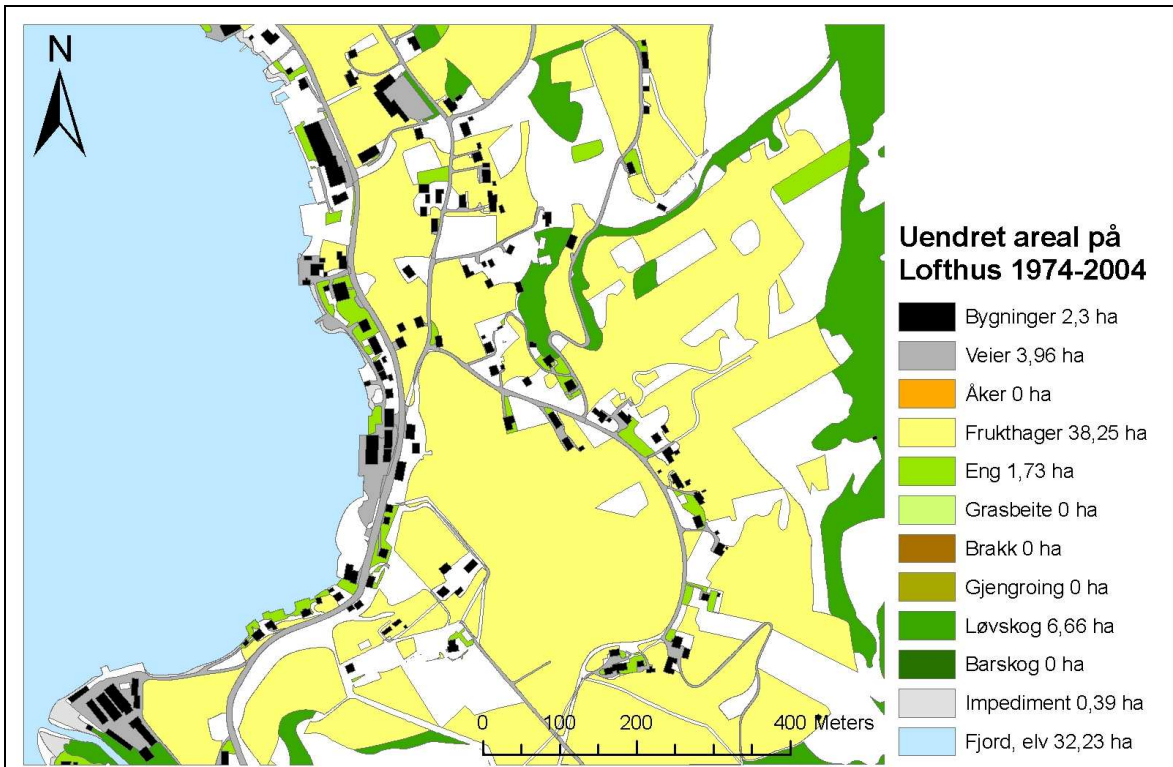 N
Uendret areal på
Lofthus 1974-2004
Bygninger 2,3 ha
Veier 3,96 ha
Åker 0 ha
Frukthager 38,25 ha
Eng 1,73 ha
Grasbeite 0 ha
Brakk 0 ha
Gjengroing 0 ha
Løvskog 6,66 ha
Barskog 0 ha
Impediment 0,39 ha
Fjord, elv 32,23 ha
0 100 200 400 Meters